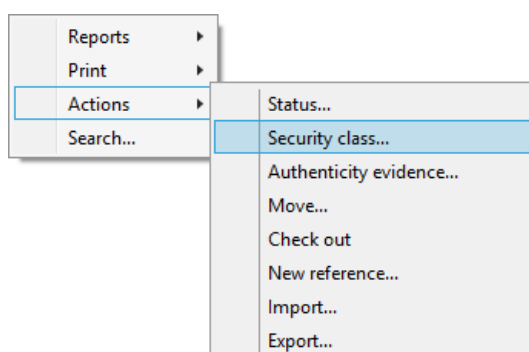 Reports
Print
Actions
Search...
Status...
Security class...
Authenticity evidence...
Move...
Check out
New reference...
Import...
Export...